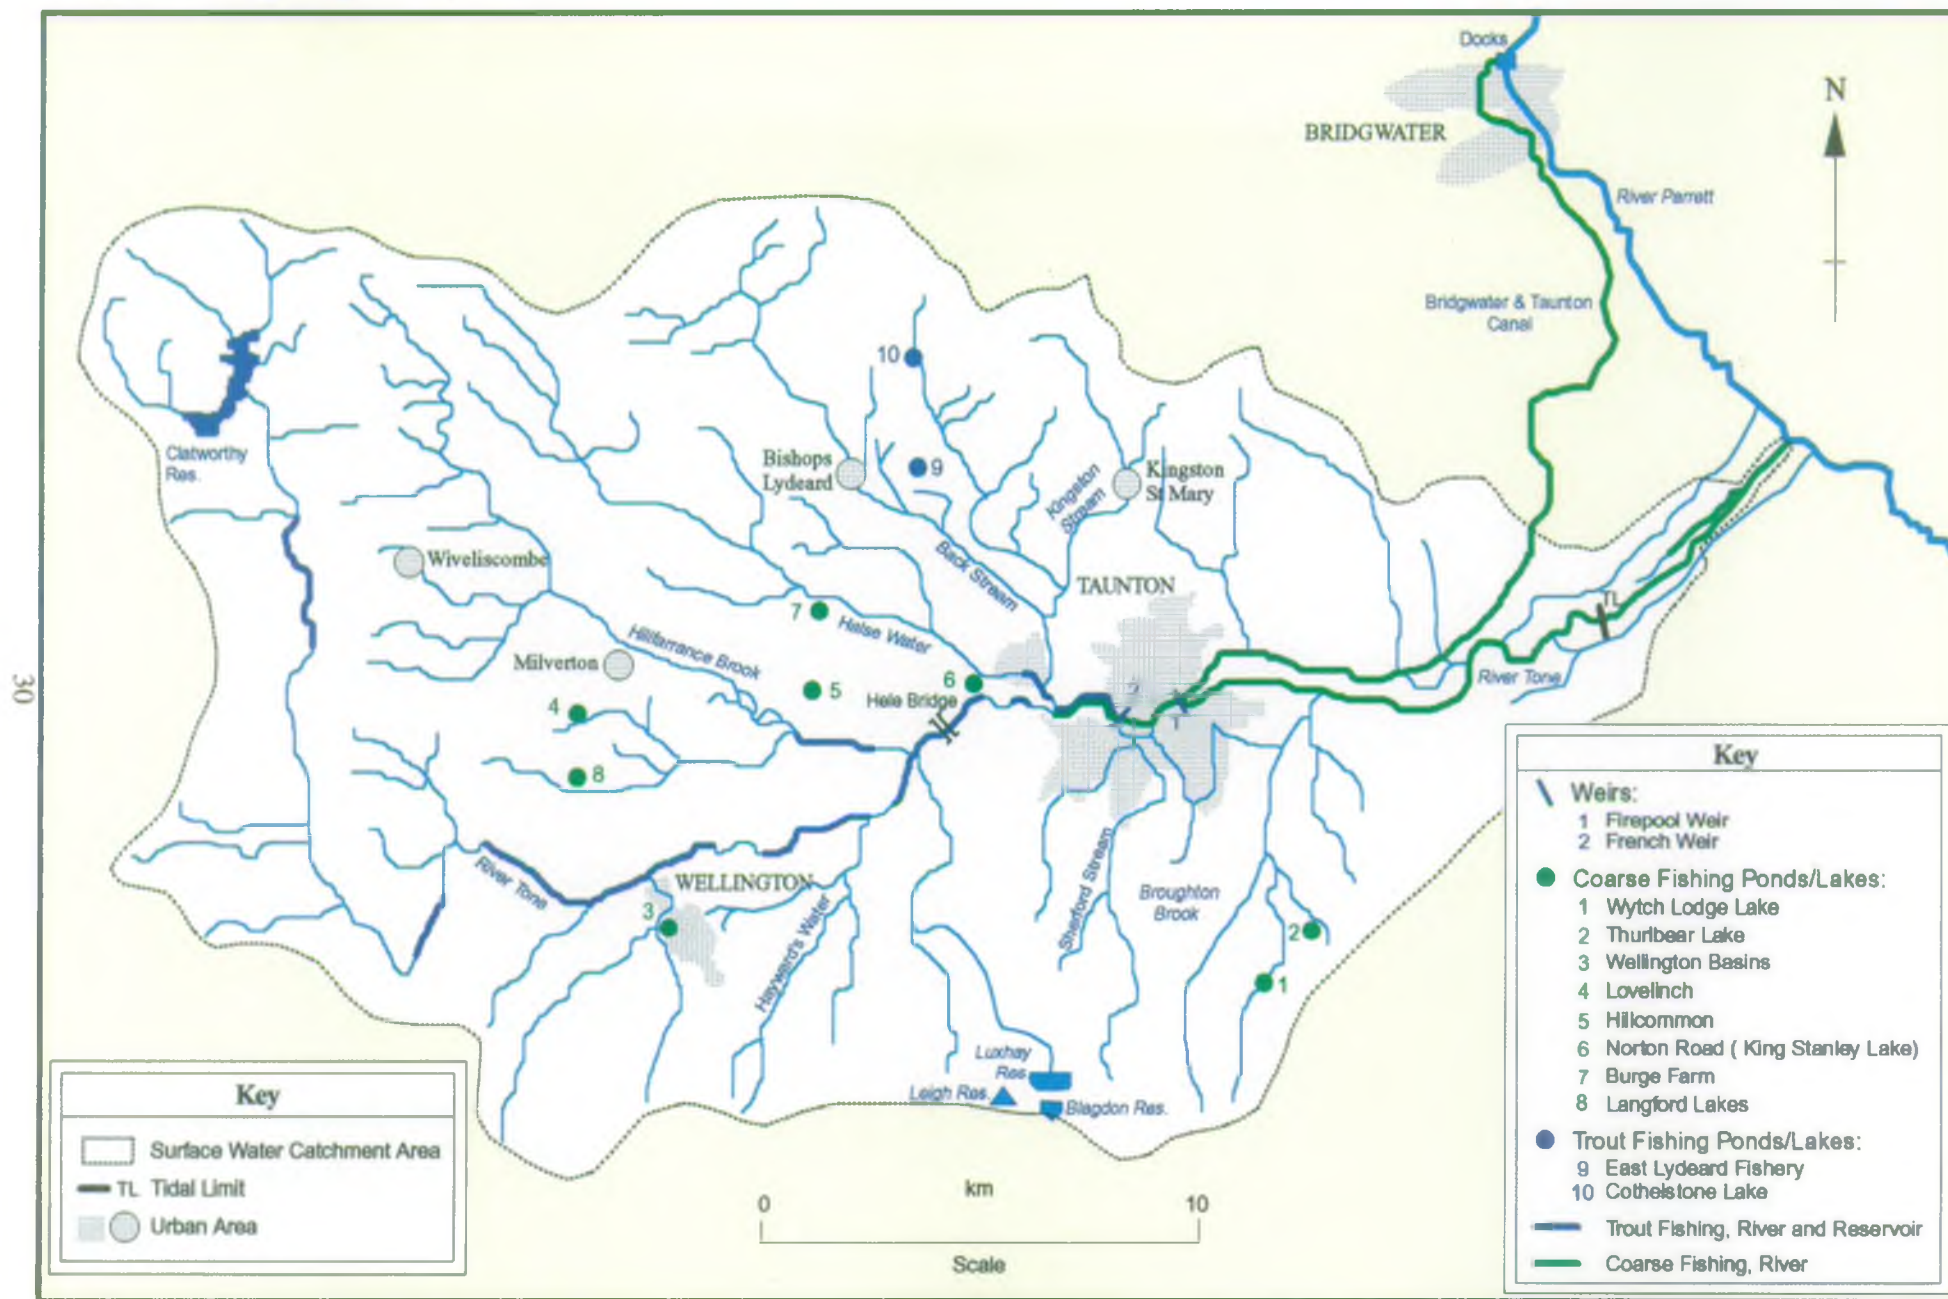 Docks
N
BRIDGWATER
River Parrett
Bridgwater & Taunton
Canal
10
Clatworthy
Res.
Bishops
Lydeard
9
Kingston
Stream
Kingston
St Mary
Wiveliscombe
Back Stream
TAUNTON
7
Halse Water
TL
Hillfarrance Brook
Milverton
5
6
Hele Bridge
2
1
River Tone
4
8
30
River Tone
WELLINGTON
3
Hayward's Water
Sherford Stream
Broughton
Brook
2
1
Luxhay
Res.
Leigh Res.
Blagdon Res.
Key
Surface Water Catchment Area
TL Tidal Limit
Urban Area
km
0 10
Scale
Key
Weirs:
1 Firepool Weir
2 French Weir
Coarse Fishing Ponds/Lakes:
1 Wytch Lodge Lake
2 Thurlbear Lake
3 Wellington Basins
4 Lovelinch
5 Hillcommon
6 Norton Road ( King Stanley Lake)
7 Burge Farm
8 Langford Lakes
Trout Fishing Ponds/Lakes:
9 East Lydeard Fishery
10 Cothelstone Lake
Trout Fishing, River and Reservoir
Coarse Fishing, River